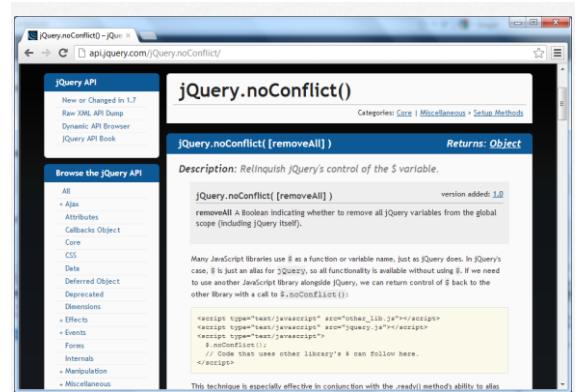 jQuery.noConflict() – jQue
api.jquery.com/jQuery.noConflict/
jQuery API
New or Changed in 1.7
Raw XML API Dump
Dynamic API Browser
jQuery API Book
Browse the jQuery API
All
» Ajax
Attributes
Callbacks Object
Core
CSS
Data
Deferred Object
Deprecated
Dimensions
» Effects
» Events
Forms
Internals
» Manipulation
» Miscellaneous
jQuery.noConflict()
Categories: Core | Miscellaneous > Setup Methods
jQuery.noConflict( [removeAll] ) Returns: Object
Description: Relinquish jQuery's control of the $ variable.
jQuery.noConflict( [removeAll] ) version added: 1.0
removeAll A Boolean indicating whether to remove all jQuery variables from the global
scope (including jQuery itself).
Many JavaScript libraries use $ as a function or variable name, just as jQuery does. In jQuery's
case, $ is just an alias for jQuery, so all functionality is available without using $. If we need
to use another JavaScript library alongside jQuery, we can return control of $ back to the
other library with a call to $.noConflict():
<script type="text/javascript" src="other_lib.js"></script>
<script type="text/javascript" src="jquery.js"></script>
<script type="text/javascript">
$.noConflict();
// Code that uses other library's $ can follow here.
</script>
This technique is especially effective in conjunction with the .ready() method's ability to alias